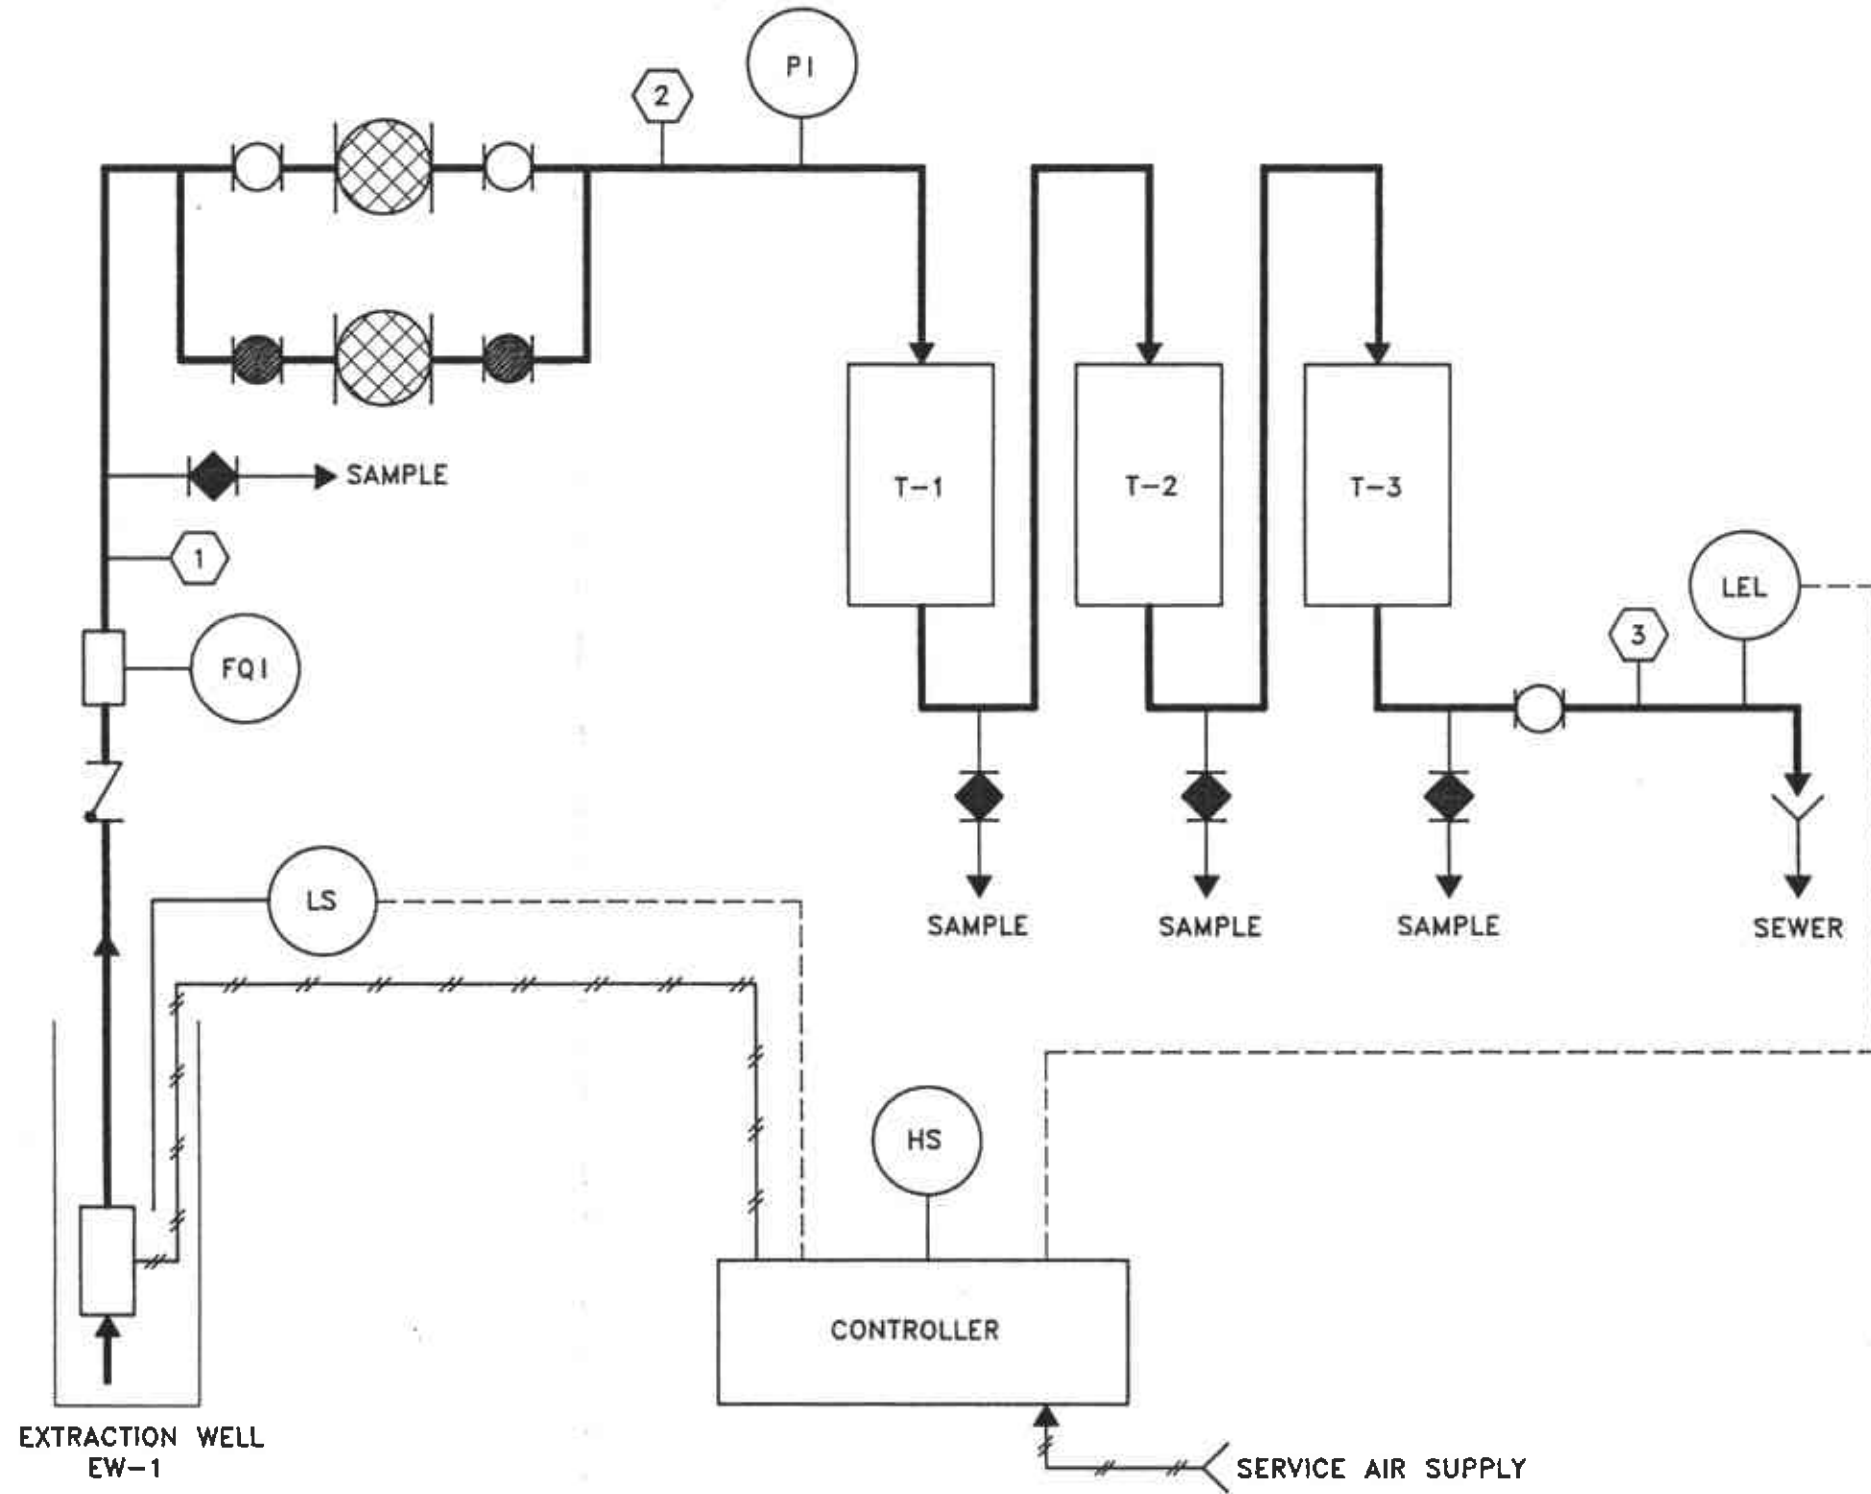 PI
2
SAMPLE
1
FQI
T-1
T-2
T-3
LEL
3
LS
SAMPLE
SAMPLE
SAMPLE
SEWER
HS
CONTROLLER
EXTRACTION WELL
EW-1
SERVICE AIR SUPPLY